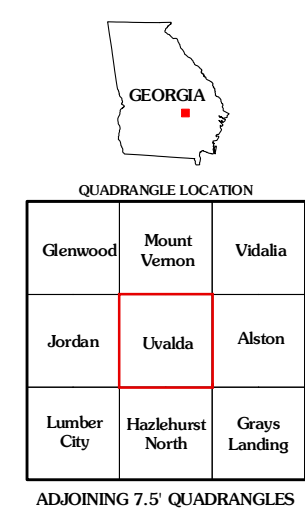 GEORGIA
QUADRANGLE LOCATION
Glenwood
Mount
Vernon
Vidalia
Jordan
Uvalda
Alston
Lumber
City
Hazlehurst
North
Grays
Landing
ADJOINING 7.5' QUADRANGLES